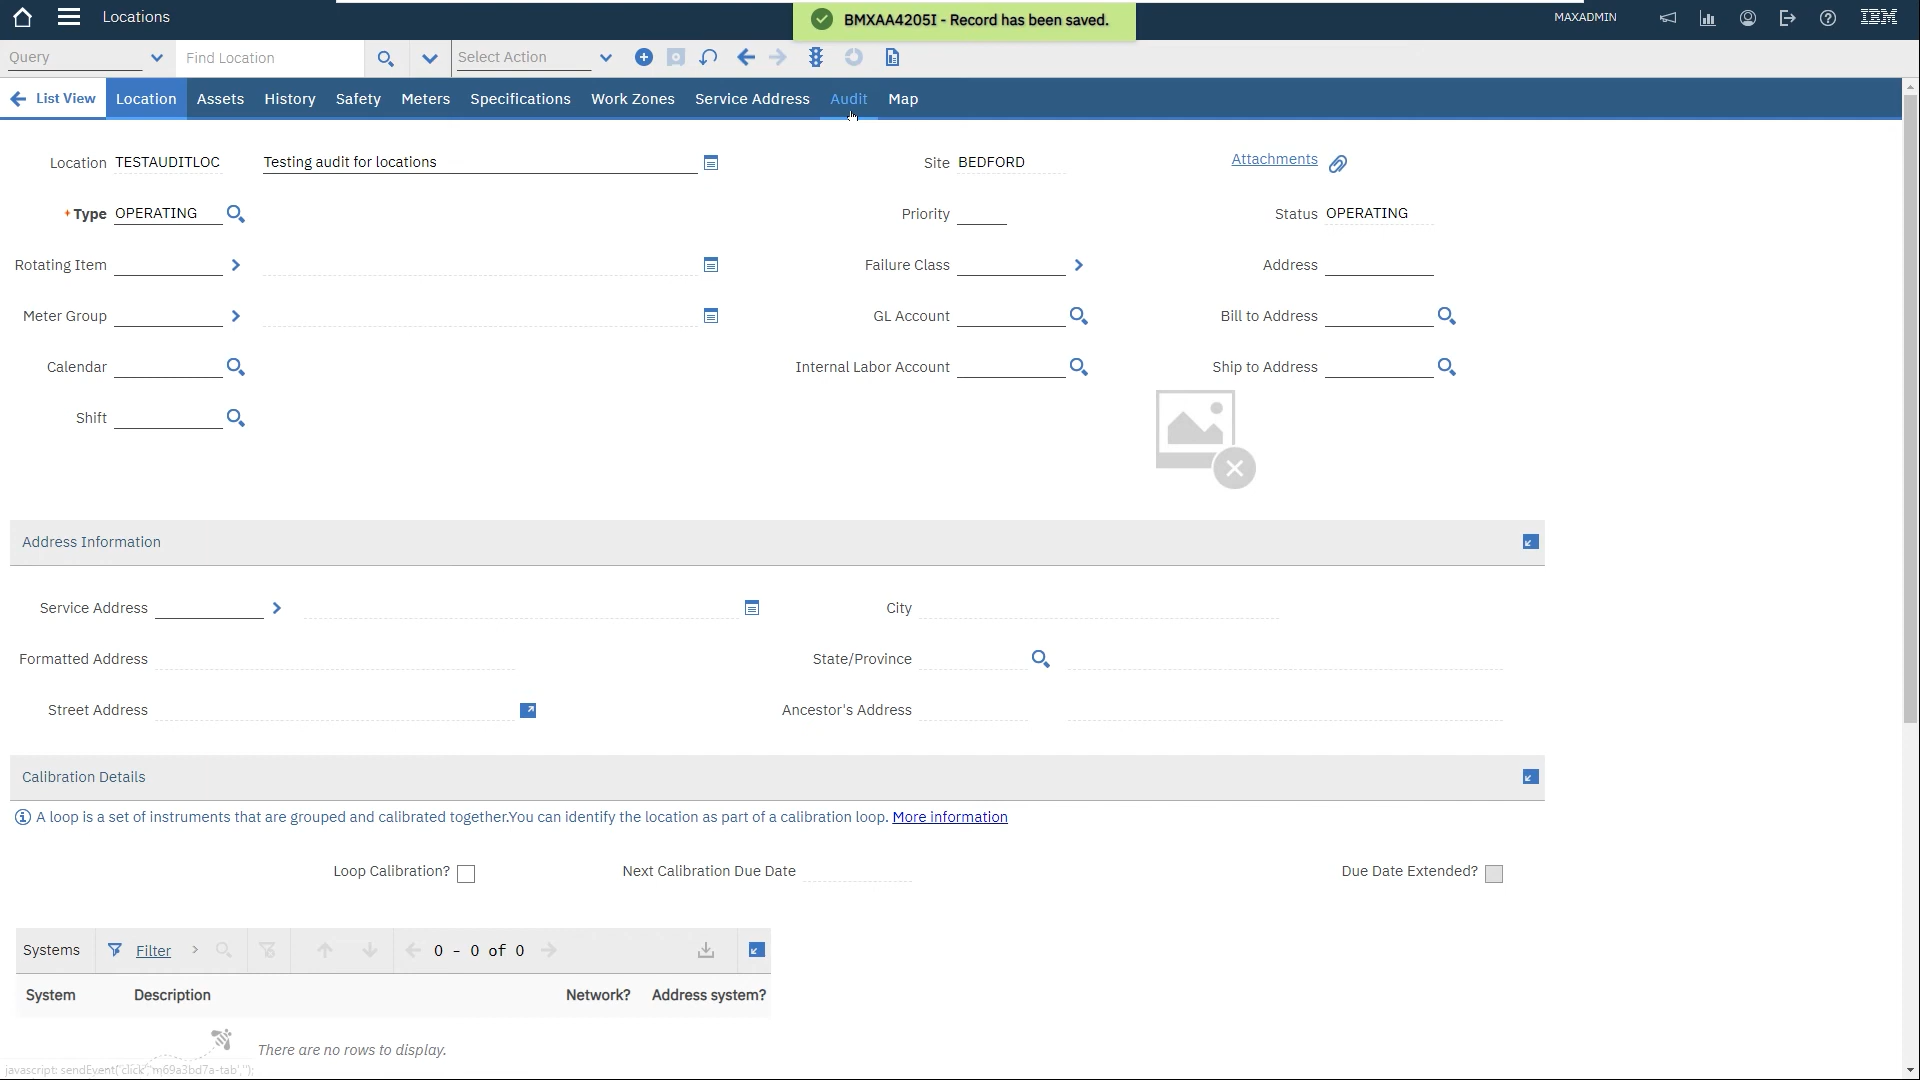 Locations
BMXAA4205I - Record has been saved.
MAXADMIN
IBM
Query
Find Location
Select Action
List View
Location
Assets
History
Safety
Meters
Specifications
Work Zones
Service Address
Audit
Map
Location TESTAUDITLOC Testing audit for locations Site BEDFORD Attachments
* Type OPERATING Priority Status OPERATING
Rotating Item Failure Class Address
Meter Group GL Account Bill to Address
Calendar Internal Labor Account Ship to Address
Shift
Address Information
Service Address City
Formatted Address State/Province
Street Address Ancestor's Address
Calibration Details
A loop is a set of instruments that are grouped and calibrated together.You can identify the location as part of a calibration loop. More information
Loop Calibration? Next Calibration Due Date Due Date Extended?
Systems Filter 0 - 0 of 0
System Description Network? Address system?
There are no rows to display.
javascript: sendEvent('click','m69a3bd7a-tab','');